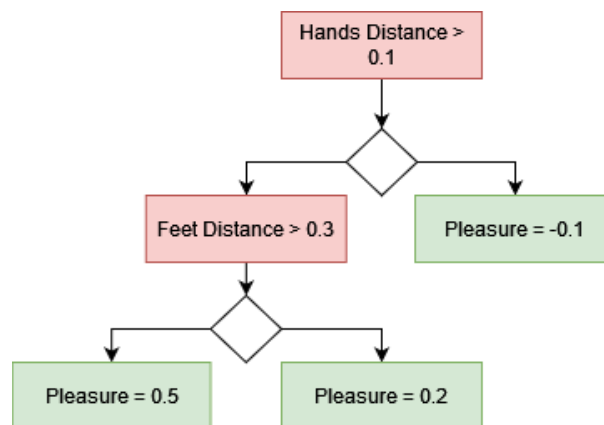 Hands Distance >
0.1
Feet Distance > 0.3
Pleasure = -0.1
Pleasure = 0.5
Pleasure = 0.2